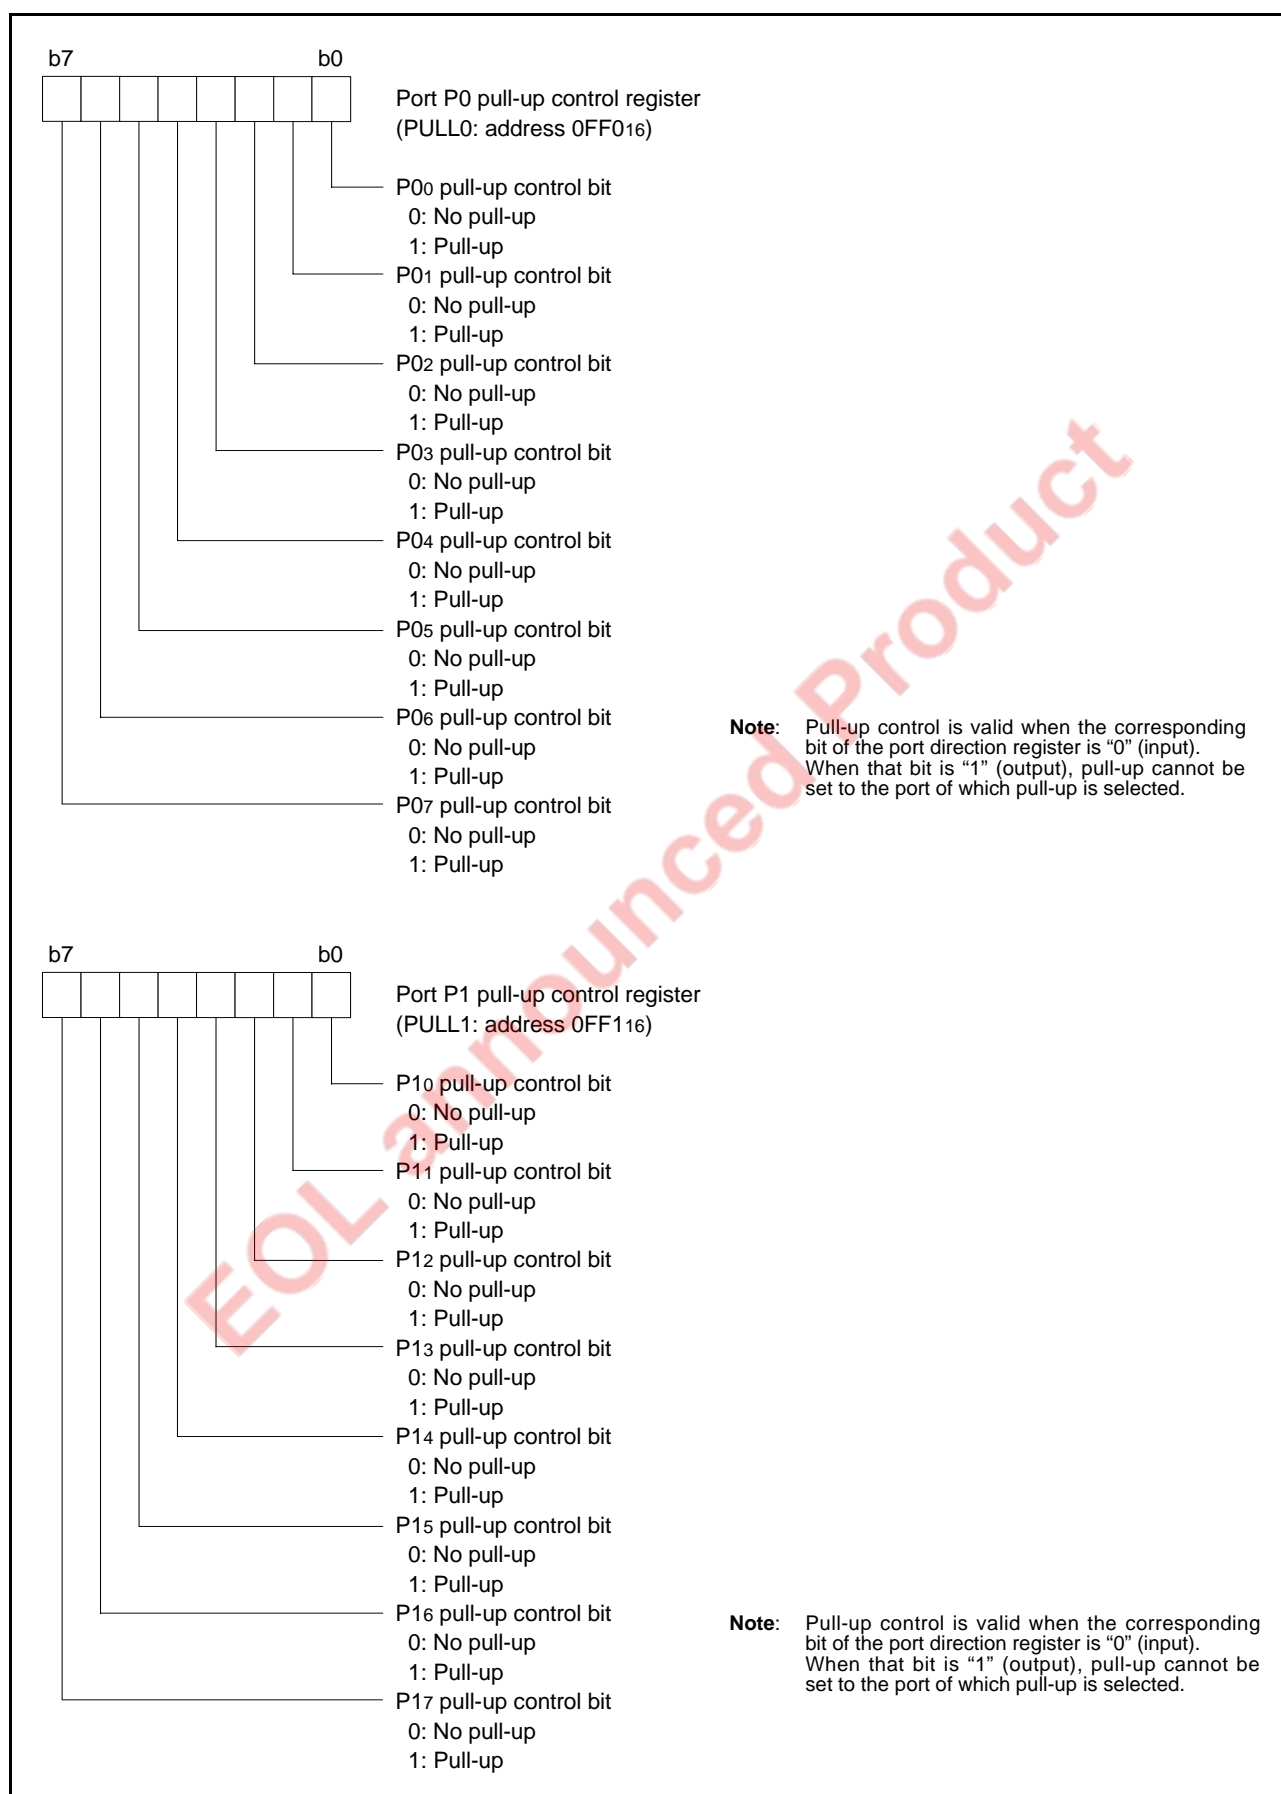 b7 b0
Port P0 pull-up control register
(PULL0: address 0FF016)
P00 pull-up control bit
0: No pull-up
1: Pull-up
P01 pull-up control bit
0: No pull-up
1: Pull-up
P02 pull-up control bit
0: No pull-up
1: Pull-up
P03 pull-up control bit
0: No pull-up
1: Pull-up
P04 pull-up control bit
0: No pull-up
1: Pull-up
P05 pull-up control bit
0: No pull-up
1: Pull-up
P06 pull-up control bit
0: No pull-up
1: Pull-up
P07 pull-up control bit
0: No pull-up
1: Pull-up
Note: Pull-up control is valid when the corresponding
bit of the port direction register is “0” (input).
When that bit is “1” (output), pull-up cannot be
set to the port of which pull-up is selected.
b7 b0
Port P1 pull-up control register
(PULL1: address 0FF116)
P10 pull-up control bit
0: No pull-up
1: Pull-up
P11 pull-up control bit
0: No pull-up
1: Pull-up
P12 pull-up control bit
0: No pull-up
1: Pull-up
P13 pull-up control bit
0: No pull-up
1: Pull-up
P14 pull-up control bit
0: No pull-up
1: Pull-up
P15 pull-up control bit
0: No pull-up
1: Pull-up
P16 pull-up control bit
0: No pull-up
1: Pull-up
P17 pull-up control bit
0: No pull-up
1: Pull-up
Note: Pull-up control is valid when the corresponding
bit of the port direction register is “0” (input).
When that bit is “1” (output), pull-up cannot be
set to the port of which pull-up is selected.
EOL announced Product